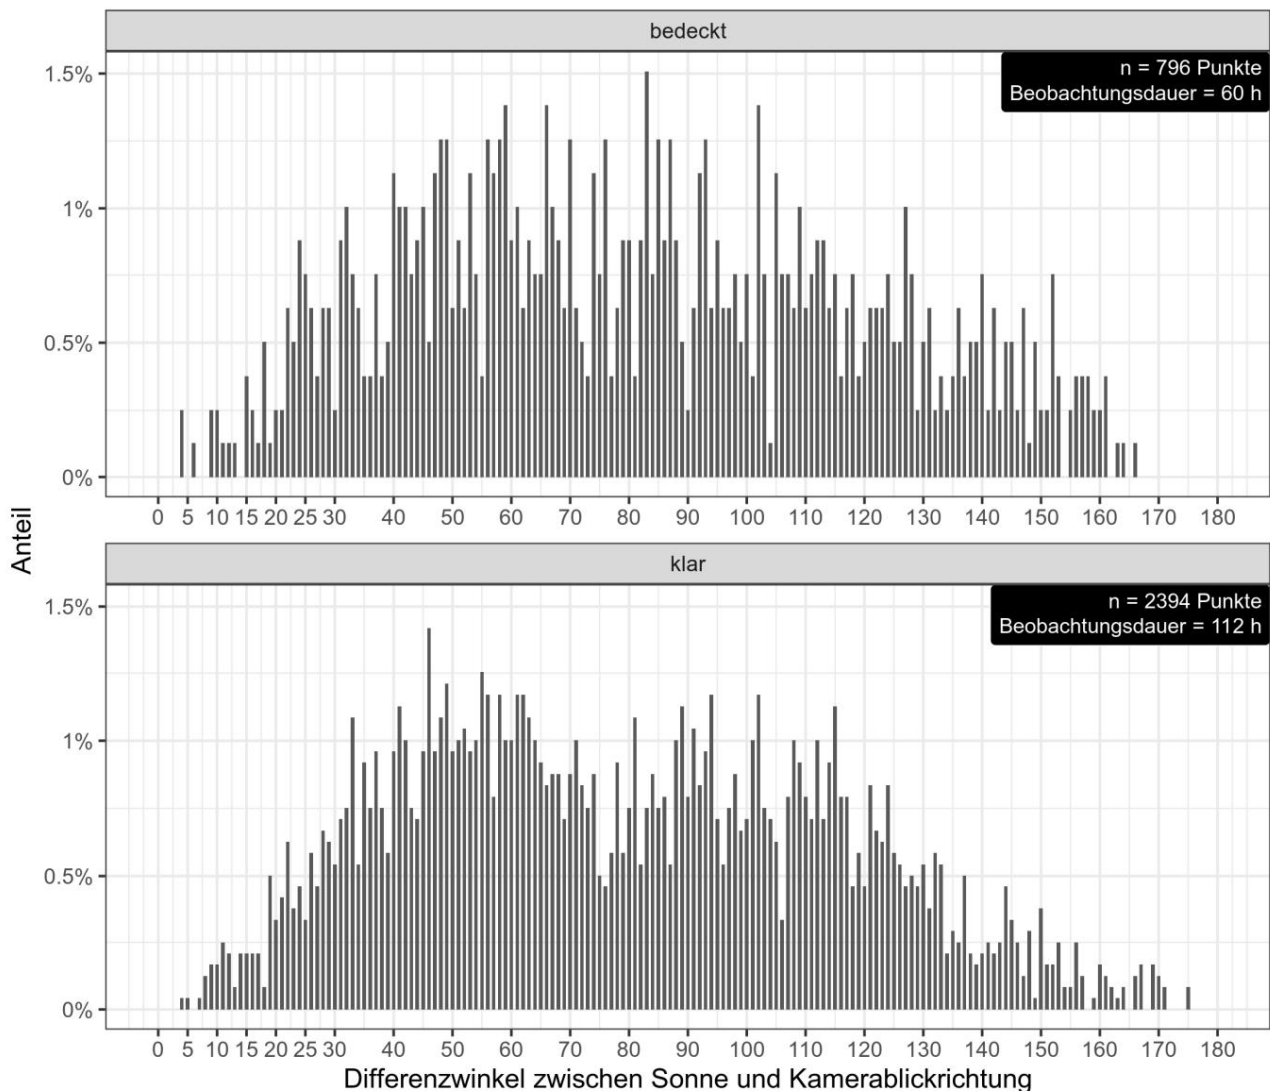 bedeckt
n = 796 Punkte
Beobachtungsdauer = 60 h
1.5%
1%
0.5%
0%
0 5 10 15 20 25 30 40 50 60 70 80 90 100 110 120 130 140 150 160 170 180
Anteil
klar
n = 2394 Punkte
Beobachtungsdauer = 112 h
1.5%
1%
0.5%
0%
0 5 10 15 20 25 30 40 50 60 70 80 90 100 110 120 130 140 150 160 170 180
Differenzwinkel zwischen Sonne und Kamerablickrichtung